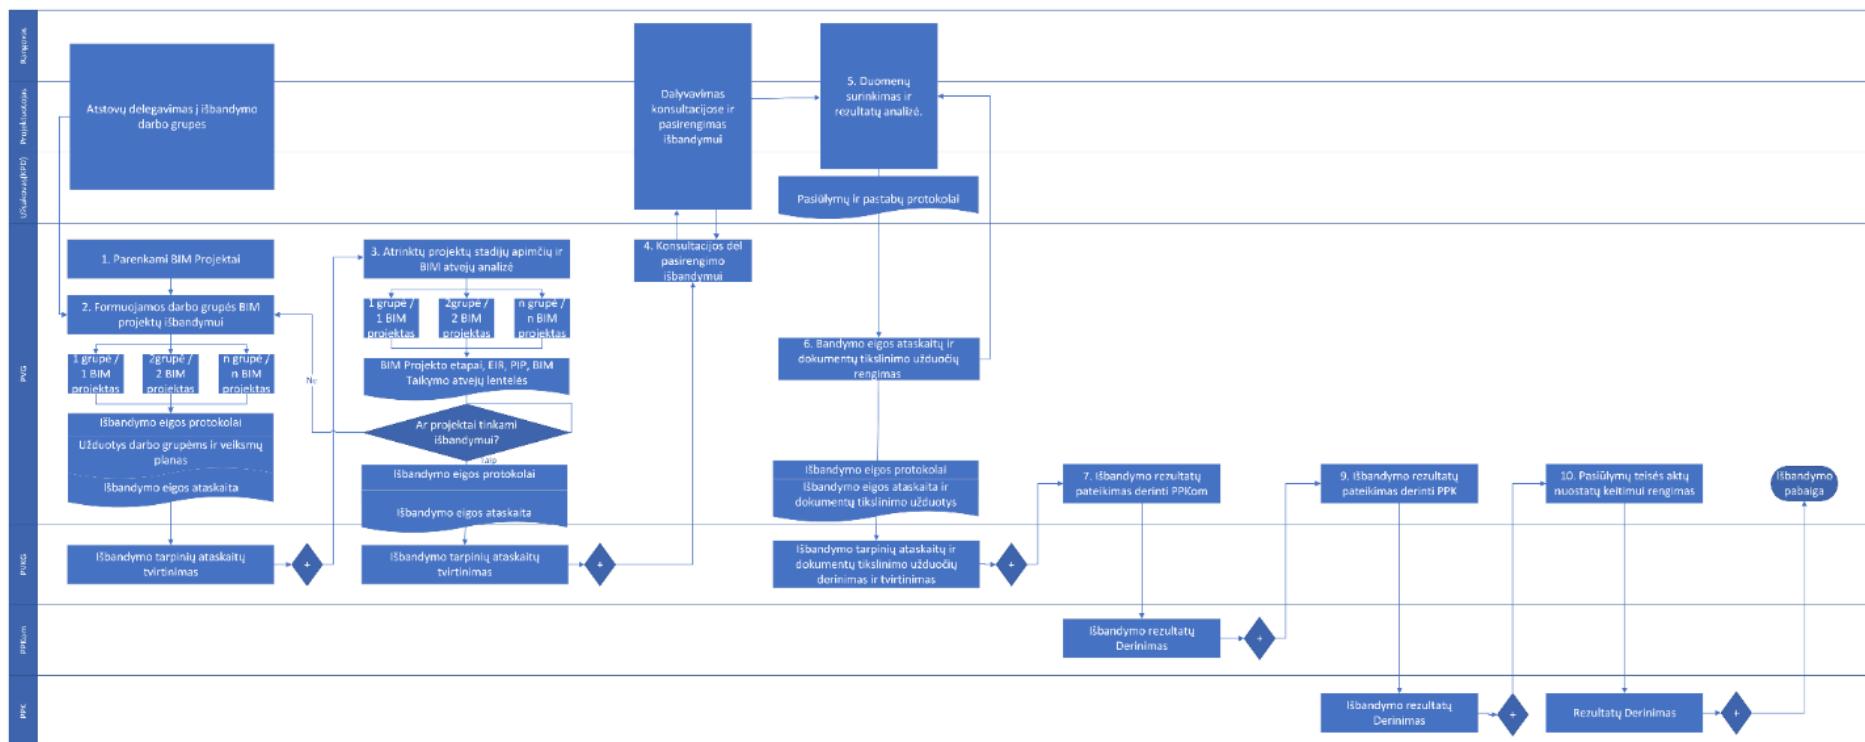 Rangovas
Projektuotojas
Užsakovas(KPD)
PVG
PVKG
PPKom
PPK
Atstovų delegavimas į išbandymo
darbo grupes
1. Parenkami BIM Projektai
2. Formuojamos darbo grupės BIM
projektų išbandymui
1 grupė /
1 BIM
projektas
2grupė /
2 BIM
projektas
n grupė /
n BIM
projektas
Išbandymo eigos protokolai
Užduotys darbo grupėms ir veiksmų
planas
Išbandymo eigos ataskaita
Išbandymo tarpinių ataskaitų
tvirtinimas
+
3. Atrinktų projektų stadijų apimčių ir
BIM atvejų analizė
1 grupė /
1 BIM
projektas
2grupė /
2 BIM
projektas
n grupė /
n BIM
projektas
BIM Projekto etapai, EIR, PIP, BIM
Taikymo atvejų lentelės
Ne
Ar projektai tinkami
išbandymui?
Taip
Išbandymo eigos protokolai
Išbandymo eigos ataskaita
Išbandymo tarpinių ataskaitų
tvirtinimas
+
Dalyvavimas
konsultacijose ir
pasirengimas
išbandymui
4. Konsultacijos dėl
pasirengimo
išbandymui
5. Duomenų
surinkimas ir
rezultatų analizė.
Pasiūlymų ir pastabų protokolai
6. Bandymo eigos ataskaitų ir
dokumentų tikslinimo užduočių
rengimas
Išbandymo eigos protokolai
Išbandymo eigos ataskaita ir
dokumentų tikslinimo užduotys
Išbandymo tarpinių ataskaitų ir
dokumentų tikslinimo užduočių
derinimas ir tvirtinimas
+
7. Išbandymo rezultatų
pateikimas derinti PPKom
Išbandymo rezultatų
Derinimas
+
9. Išbandymo rezultatų
pateikimas derinti PPK
Išbandymo rezultatų
Derinimas
+
10. Pasiūlymų teisės aktų
nuostatų keitimui rengimas
Rezultatų Derinimas
+
Išbandymo
pabaiga